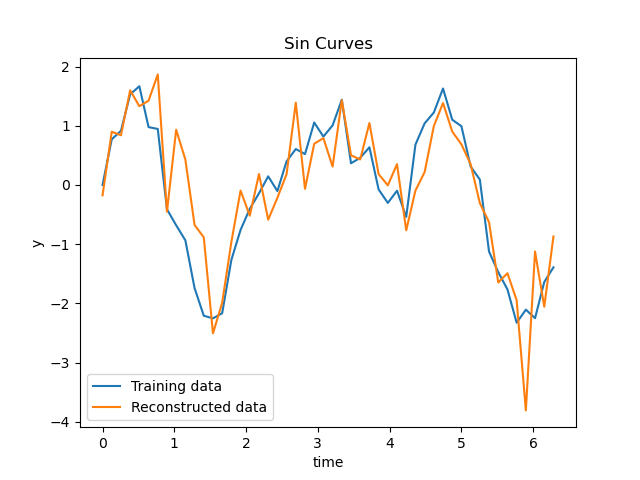 Sin Curves
2
1
0
−1
−2
−3
−4
y
Training data
Reconstructed data
0 1 2 3 4 5 6
time